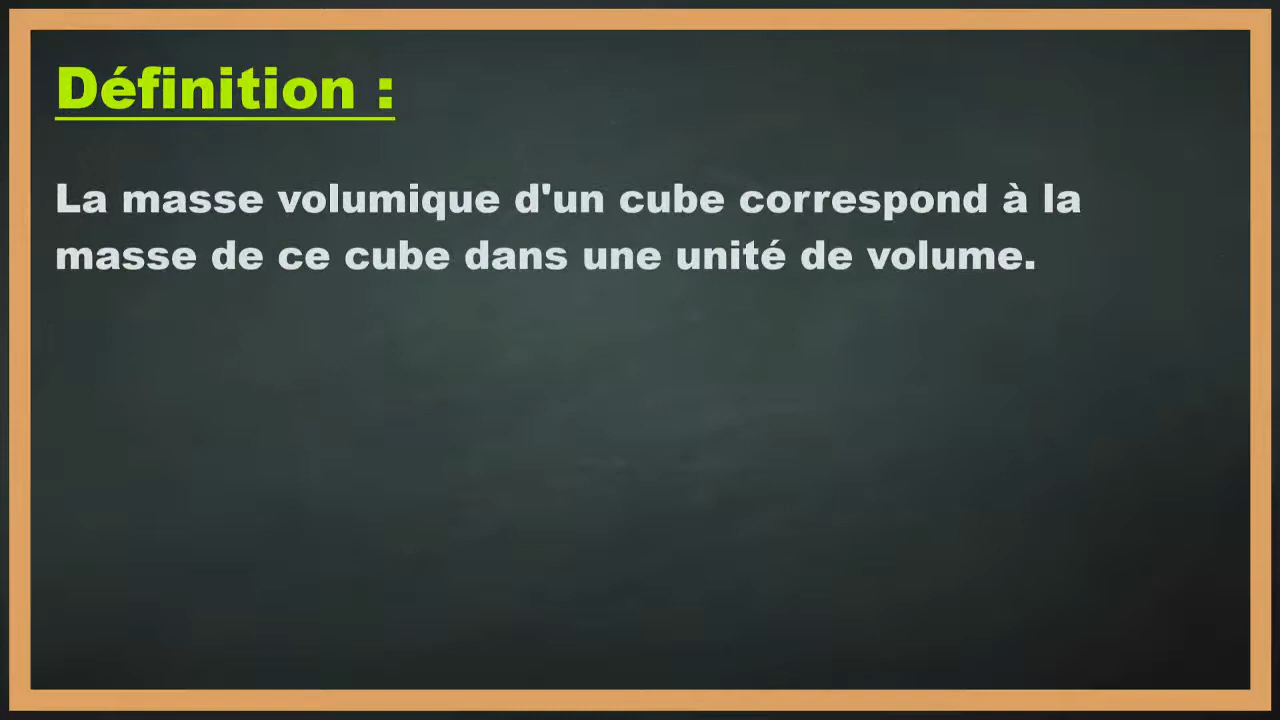 Définition :
La masse volumique d'un cube correspond à la
masse de ce cube dans une unité de volume.